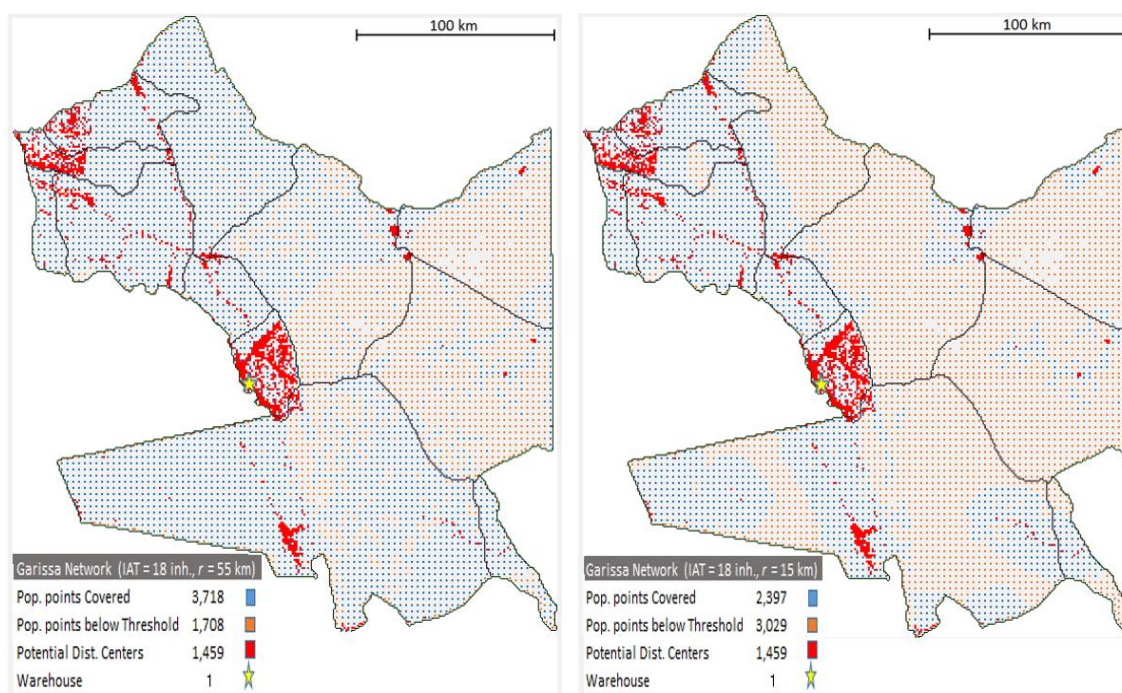 100 km
Garissa Network (IAT = 18 inh., r = 55 km)
Pop. points Covered 3,718
Pop. points below Threshold 1,708
Potential Dist. Centers 1,459
Warehouse 1
100 km
Garissa Network (IAT = 18 inh., r = 15 km)
Pop. points Covered 2,397
Pop. points below Threshold 3,029
Potential Dist. Centers 1,459
Warehouse 1